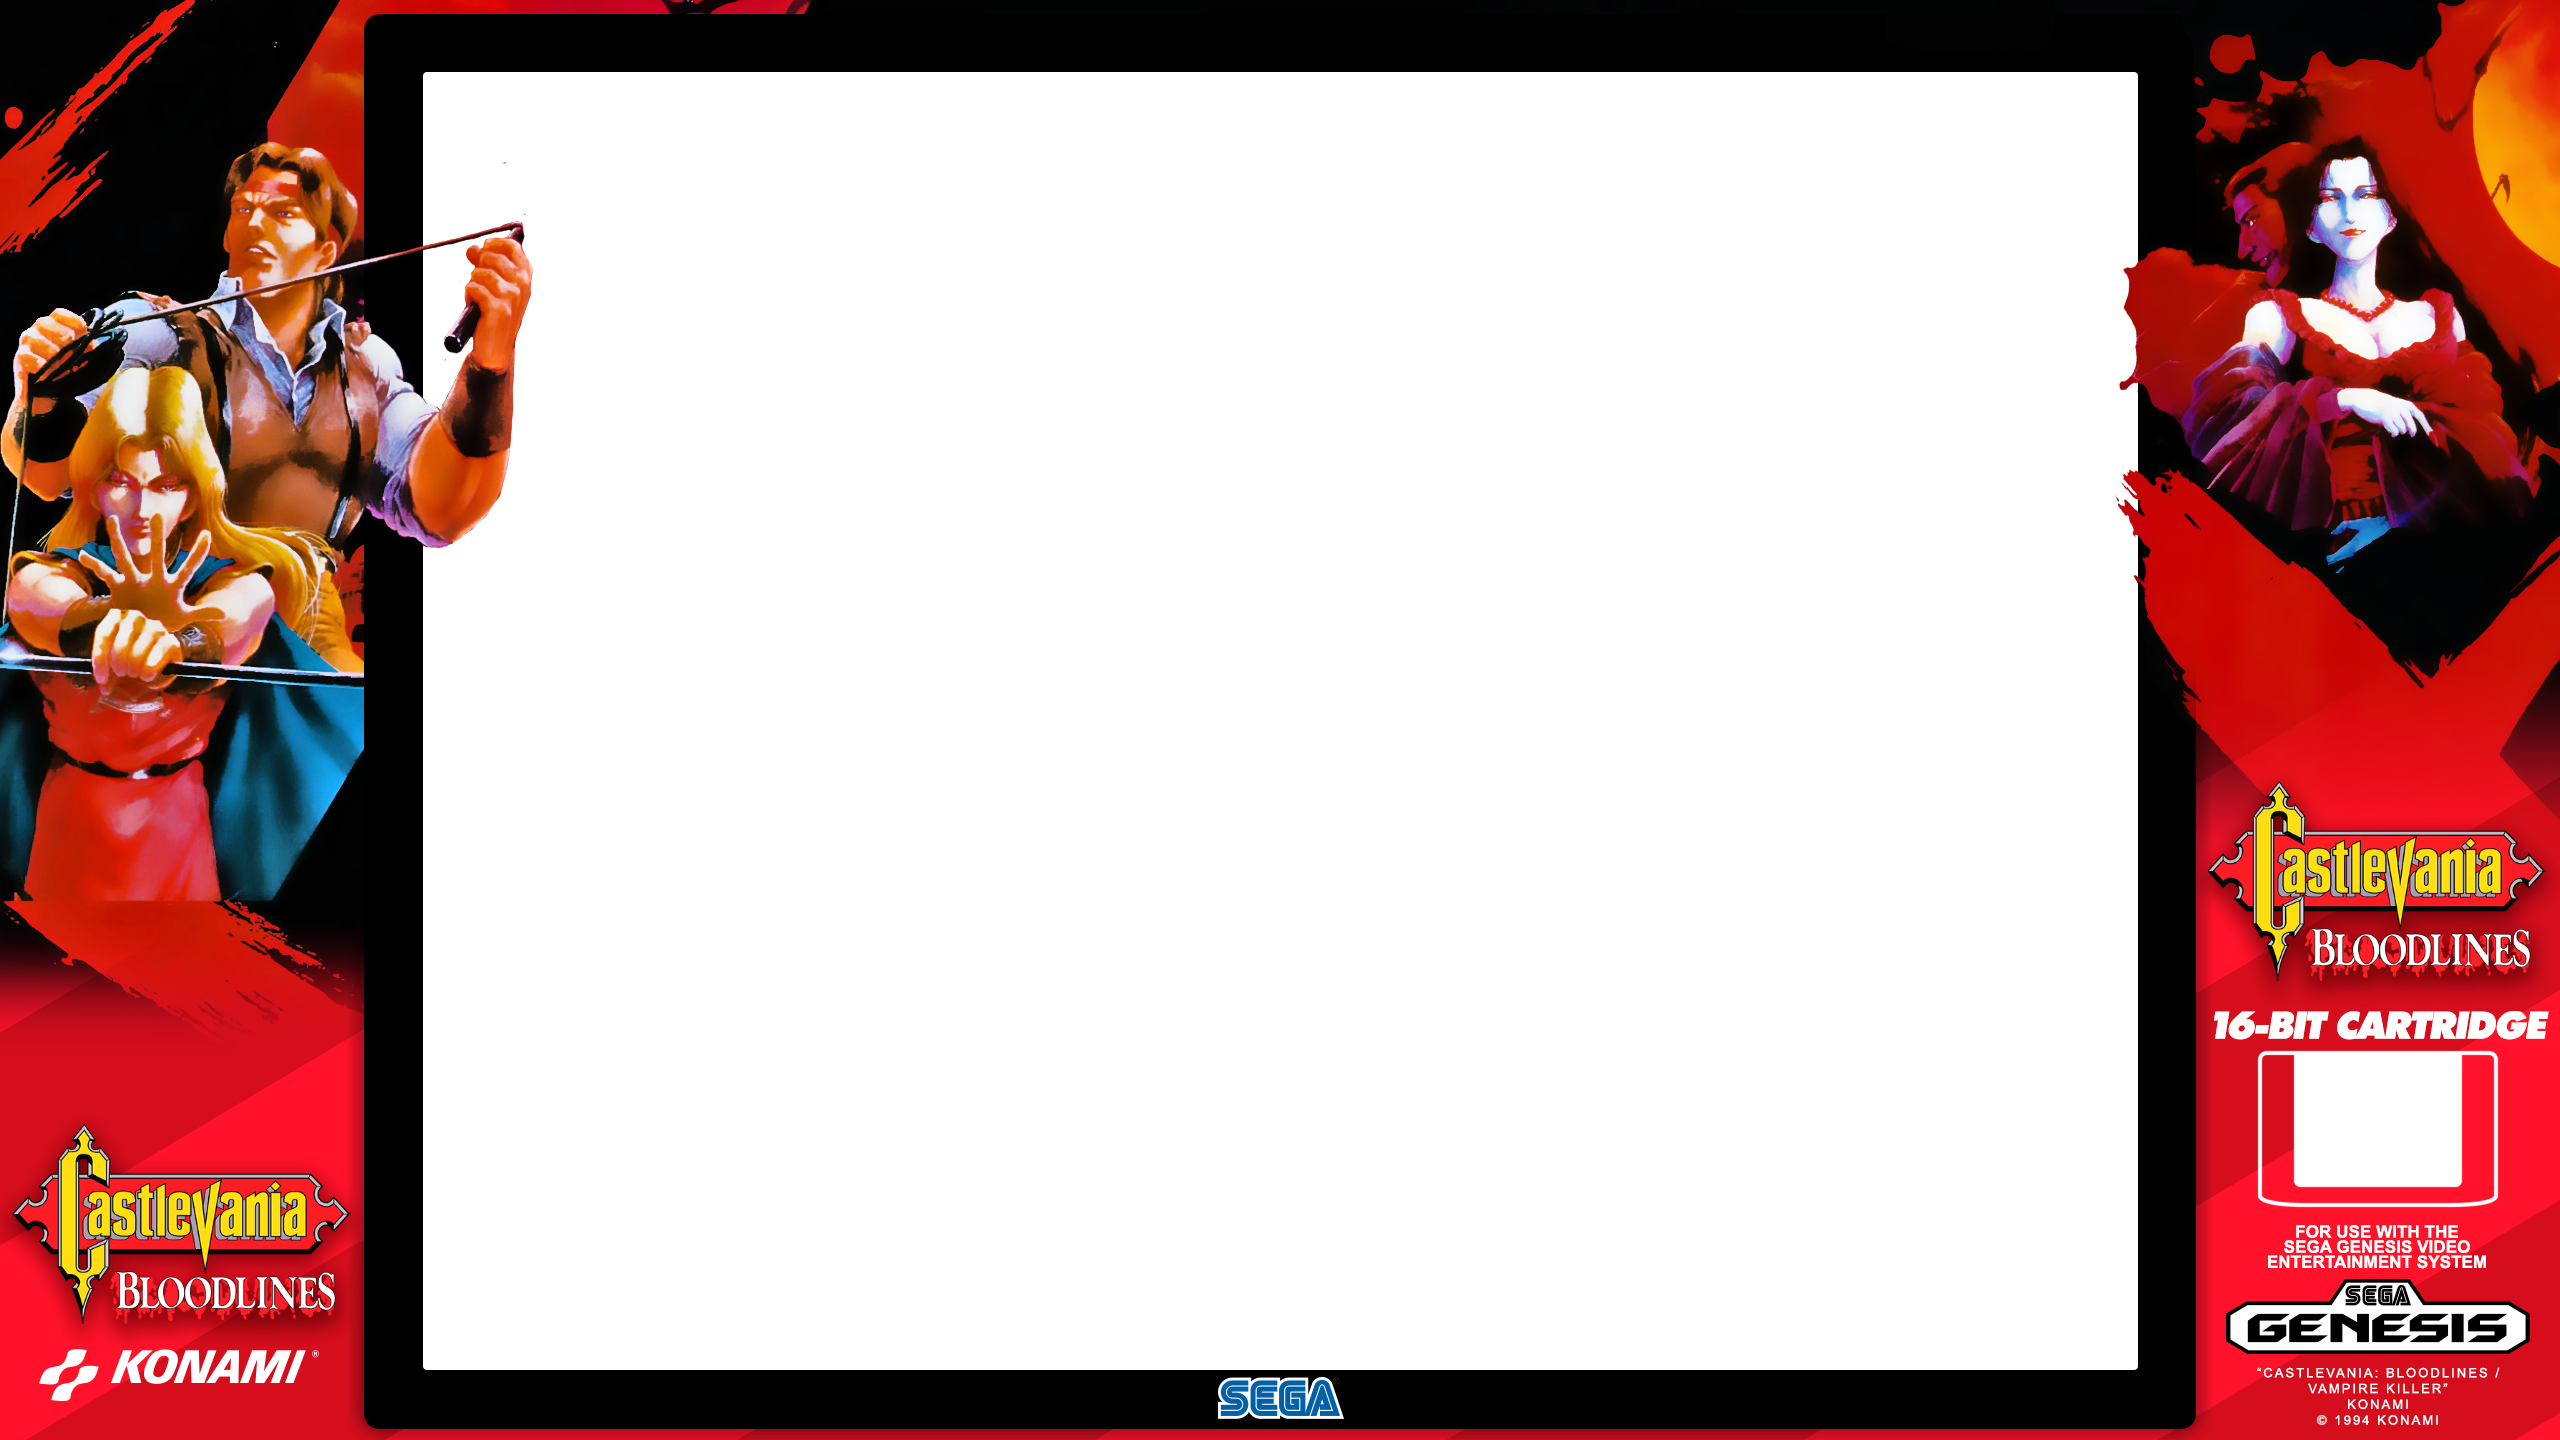 Castlevania
BLOODLINES
KONAMI ®
SEGA
Castlevania
BLOODLINES
16-BIT CARTRIDGE
FOR USE WITH THE
SEGA GENESIS VIDEO
ENTERTAINMENT SYSTEM
SEGA
GENESIS
“CASTLEVANIA: BLOODLINES /
VAMPIRE KILLER”
KONAMI
© 1994 KONAMI